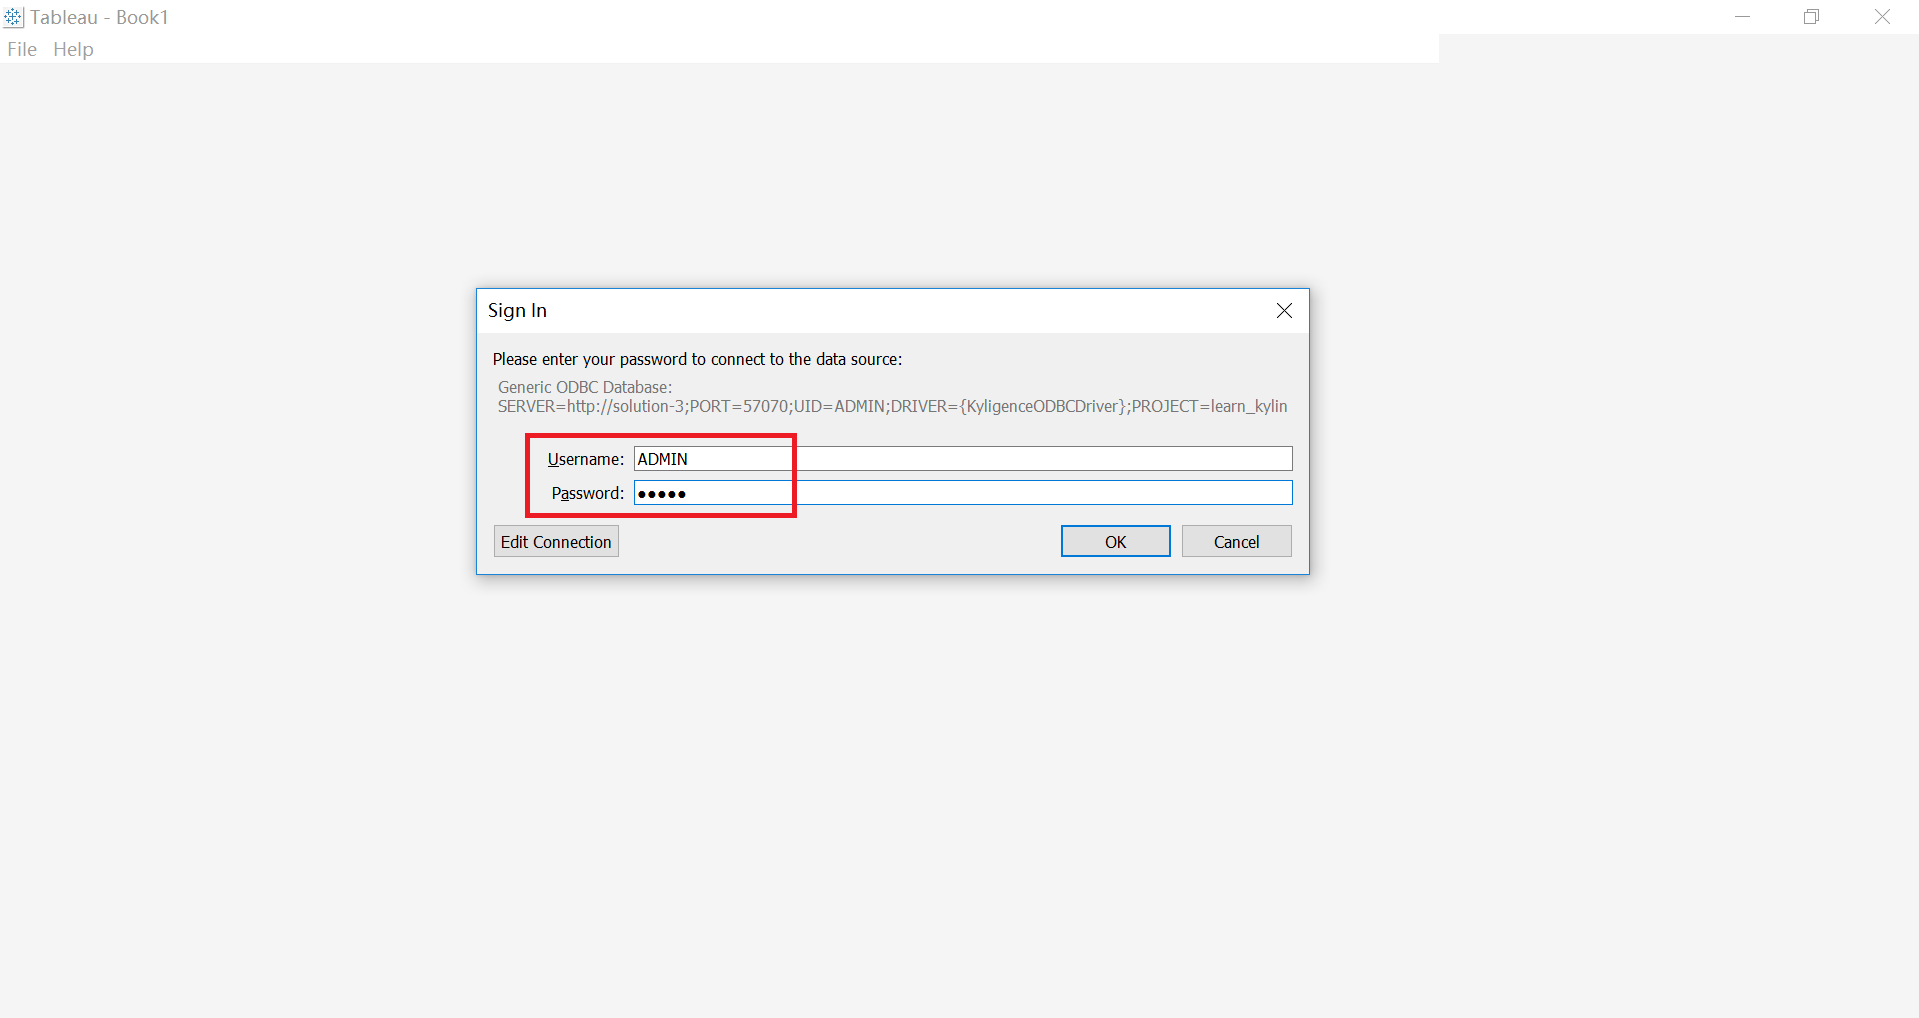 Tableau - Book1
File Help
Sign In
Please enter your password to connect to the data source:
Generic ODBC Database:
SERVER=http://solution-3;PORT=57070;UID=ADMIN;DRIVER={KyligenceODBCDriver};PROJECT=learn_kylin
Username: ADMIN
Password: ●●●●●
Edit Connection OK Cancel